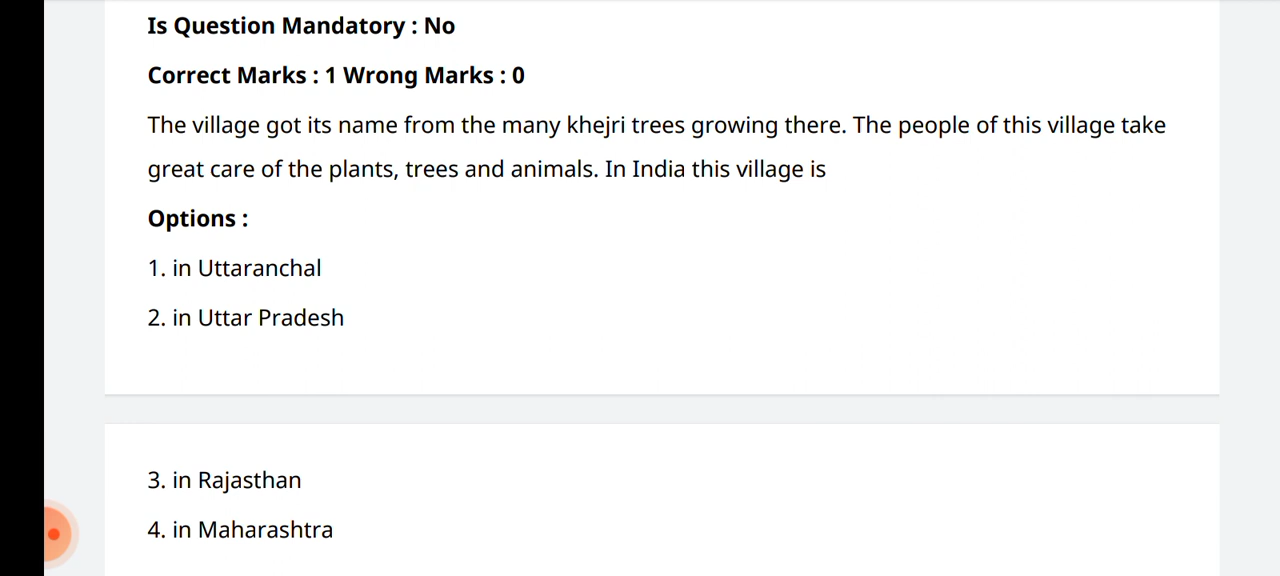 Is Question Mandatory : No
Correct Marks : 1 Wrong Marks : 0
The village got its name from the many khejri trees growing there. The people of this village take
great care of the plants, trees and animals. In India this village is
Options :
1. in Uttaranchal
2. in Uttar Pradesh
3. in Rajasthan
4. in Maharashtra